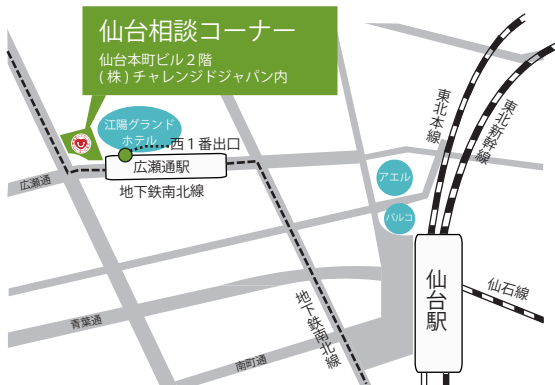 仙台相談コーナー
仙台本町ビル２階
(株)チャレンジドジャパン内
江陽グランド
ホテル
西１番出口
広瀬通駅
地下鉄南北線
広瀬通
アエル
パルコ
東北本線
東北新幹線
仙台駅
仙石線
地下鉄南北線
青葉通
南町通